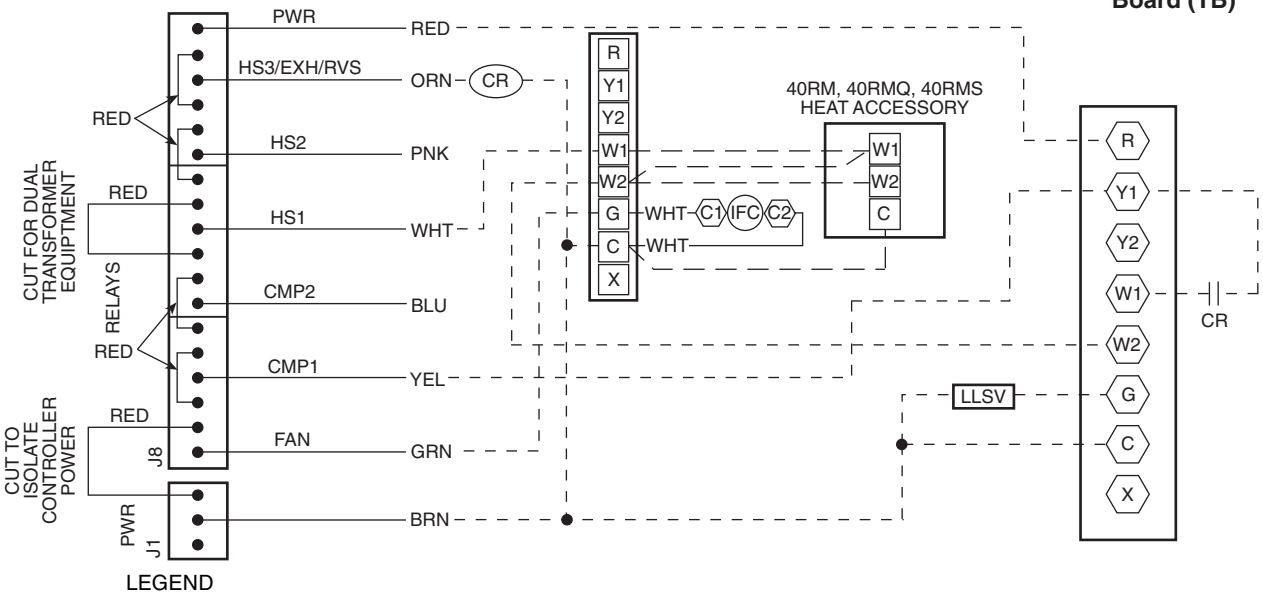 Board (TB)
PWR
RED
HS3/EXH/RVS
ORN
CR
RED
HS2
PNK
CUT FOR DUAL
TRANSFORMER
EQUIPTMENT
RED
HS1
WHT
RELAYS
CMP2
BLU
RED
CMP1
YEL
CUT TO
ISOLATE
CONTROLLER
POWER
RED
FAN
GRN
J8
BRN
PWR
J1
LEGEND
R
Y1
Y2
W1
W2
G
C
X
WHT
C1
IFC
C2
WHT
40RM, 40RMQ, 40RMS
HEAT ACCESSORY
W1
W2
C
R
Y1
Y2
W1
W2
G
C
X
CR
LLSV